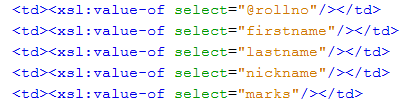 <td><xsl:value-of select="@rollno"/></td>
<td><xsl:value-of select="firstname"/></td>
<td><xsl:value-of select="lastname"/></td>
<td><xsl:value-of select="nickname"/></td>
<td><xsl:value-of select="marks"/></td>